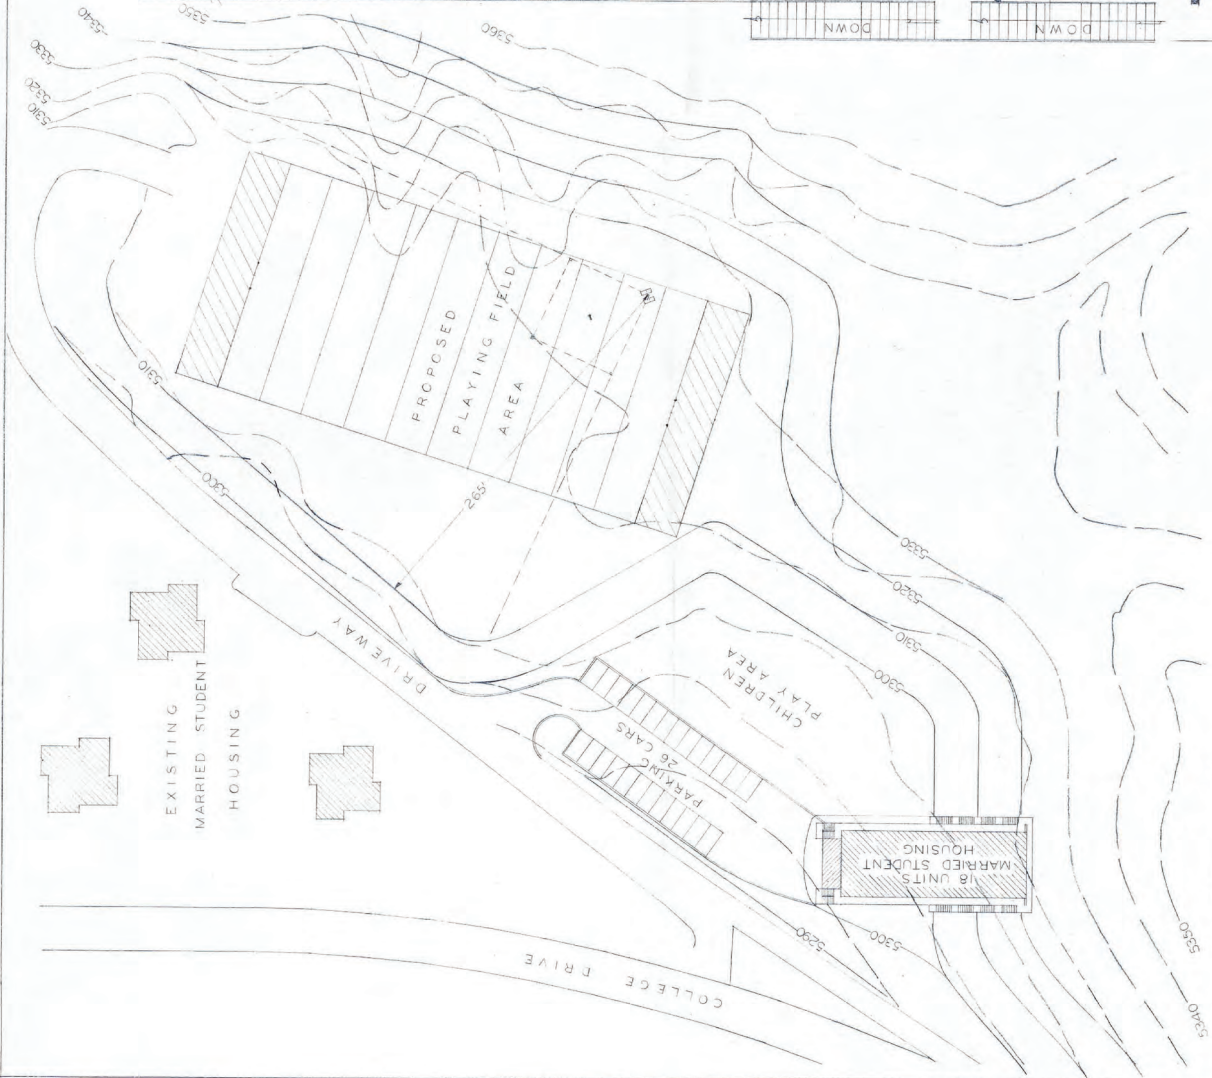 5340
5350
5360
DOWN
DOWN
5330
5320
5310
5310
PROPOSED
PLAYING FIELD
AREA
5300
265'
5330
5320
5310
5300
DRIVEWAY
CHILDREN
PLAY AREA
EXISTING
MARRIED STUDENT
HOUSING
PARKING
26 CARS
18 UNITS
MARRIED STUDENT
HOUSING
5290
5300
COLLEGE DRIVE
5350
5340